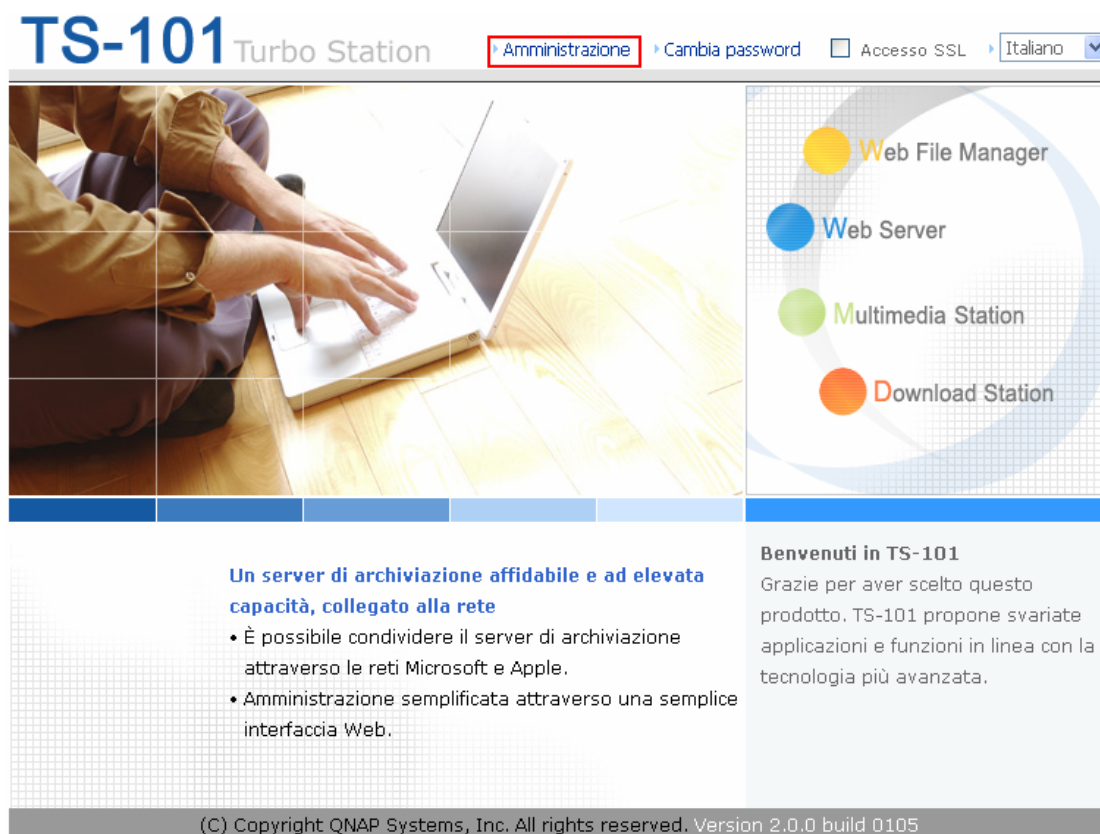 TS-101 Turbo Station
Amministrazione
Cambia password
Accesso SSL
Italiano
Web File Manager
Web Server
Multimedia Station
Download Station
Un server di archiviazione affidabile e ad elevata
capacità, collegato alla rete
• È possibile condividere il server di archiviazione
attraverso le reti Microsoft e Apple.
• Amministrazione semplificata attraverso una semplice
interfaccia Web.
Benvenuti in TS-101
Grazie per aver scelto questo
prodotto. TS-101 propone svariate
applicazioni e funzioni in linea con la
tecnologia più avanzata.
(C) Copyright QNAP Systems, Inc. All rights reserved. Version 2.0.0 build 0105